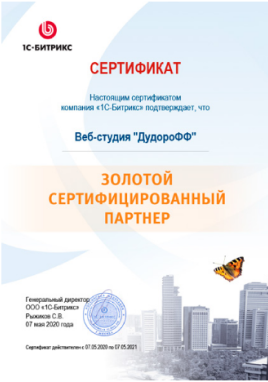 1С-БИТРИКС
СЕРТИФИКАТ
Настоящим сертификатом
компания «1С-Битрикс» подтверждает, что
Веб-студия "ДудороФФ"
ЗОЛОТОЙ
СЕРТИФИЦИРОВАННЫЙ
ПАРТНЕР
Генеральный директор
ООО «1С-Битрикс»
Рыжиков С.В.
07 мая 2020 года
Сертификат действителен с 07.05.2020 по 07.05.2021